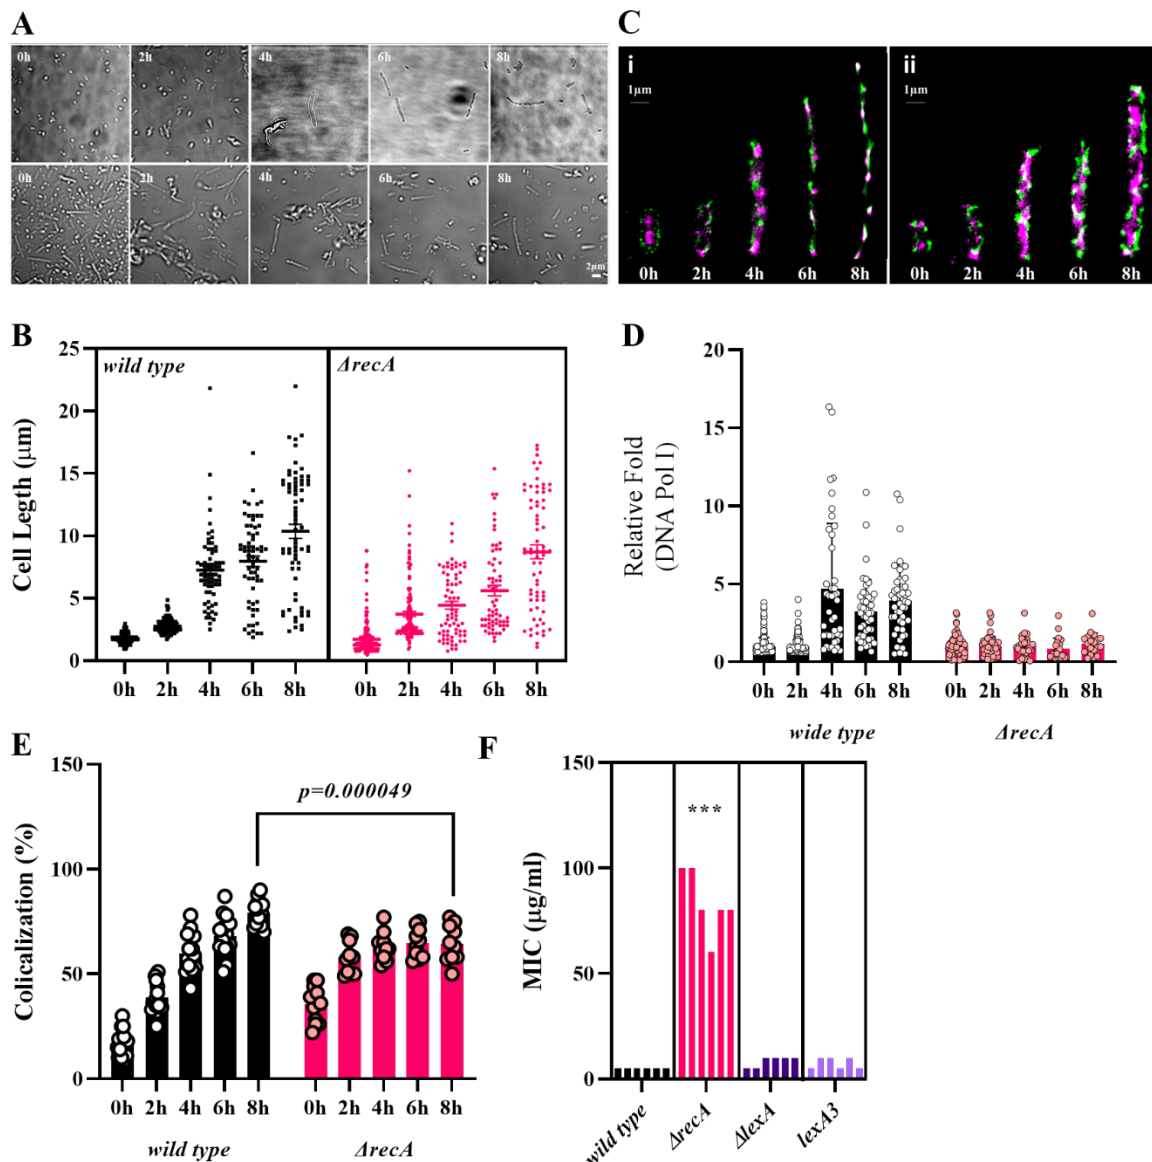 A
0h 2h 4h 6h 8h
0h 2h 4h 6h 8h
2µm
C
i ii
1µm 1µm
0h 2h 4h 6h 8h 0h 2h 4h 6h 8h
B
wild type ΔrecA
Cell Legth (µm)
25
20
15
10
5
0
0h 2h 4h 6h 8h 0h 2h 4h 6h 8h
D
Relative Fold
(DNA Pol I)
20
15
10
5
0
0h 2h 4h 6h 8h 0h 2h 4h 6h 8h
wide type ΔrecA
E
Colicalization (%)
150
100
50
0
p=0.000049
0h 2h 4h 6h 8h 0h 2h 4h 6h 8h
wild type ΔrecA
F
MIC (µg/ml)
150
100
50
0
***
wild type ΔrecA ΔlexA lexA3